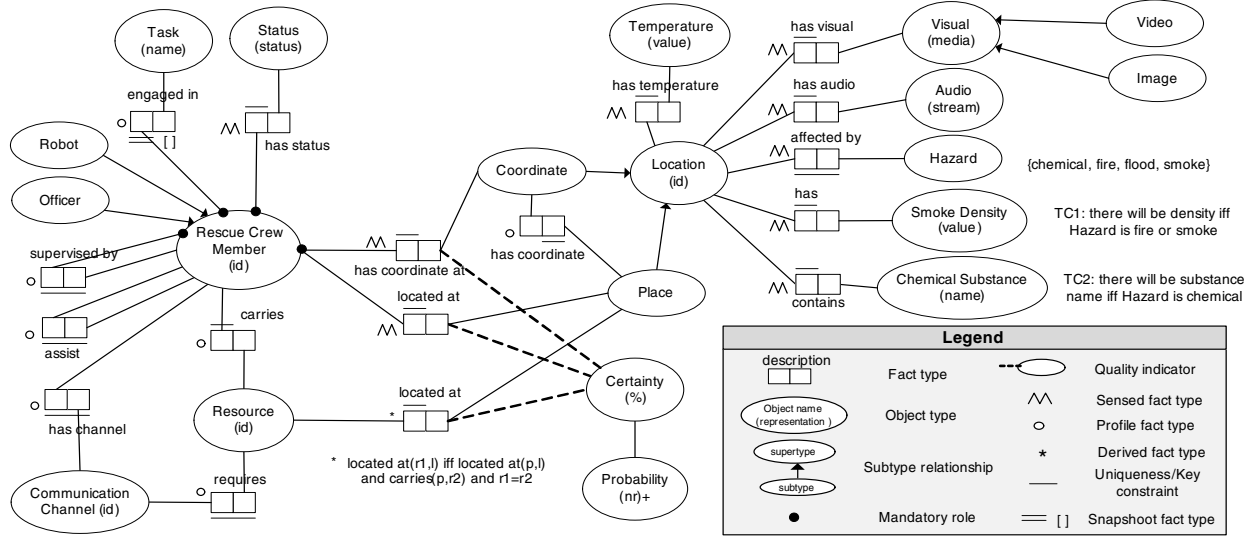 Task
(name)
Status
(status)
engaged in
[ ]
has status
Robot
Officer
Rescue Crew
Member
(id)
supervised by
assist
has channel
carries
Resource
(id)
requires
Communication
Channel (id)
has coordinate at
located at
located at
*
* located at(r1,l) iff located at(p,l)
and carries(p,r2) and r1=r2
Coordinate
has coordinate
Place
Certainty
(%)
Probability
(nr)+
Temperature
(value)
has temperature
Location
(id)
has visual
Visual
(media)
Video
Image
has audio
Audio
(stream)
affected by
Hazard
{chemical, fire, flood, smoke}
has
Smoke Density
(value)
TC1: there will be density iff
Hazard is fire or smoke
contains
Chemical Substance
(name)
TC2: there will be substance
name iff Hazard is chemical
Legend
description
Fact type
Object name
(representation )
Object type
supertype
subtype
Subtype relationship
Mandatory role
Quality indicator
Sensed fact type
Profile fact type
*
Derived fact type
Uniqueness/Key
constraint
[ ]
Snapshoot fact type